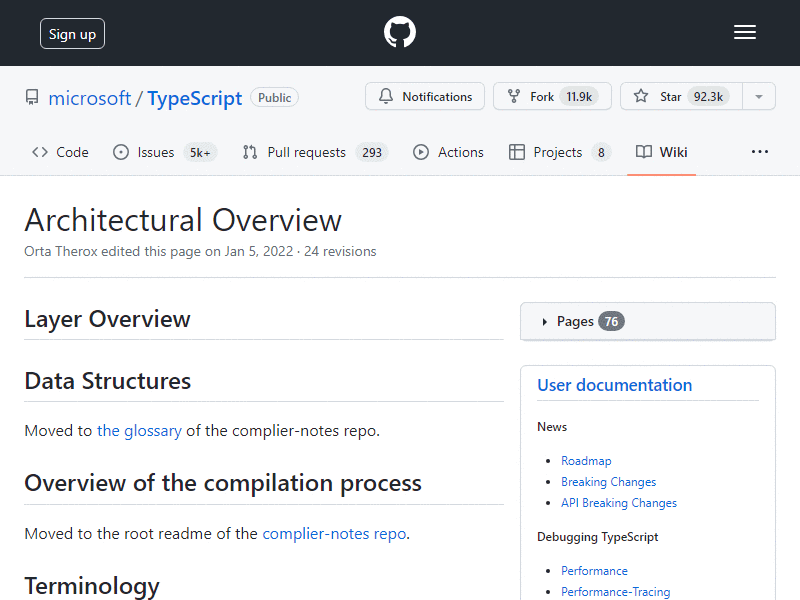 Sign up
microsoft / TypeScript Public
Notifications Fork 11.9k Star 92.3k
Code Issues 5k+ Pull requests 293 Actions Projects 8 Wiki
Architectural Overview
Orta Therox edited this page on Jan 5, 2022 · 24 revisions
Layer Overview
Data Structures
Moved to the glossary of the complier-notes repo.
Overview of the compilation process
Moved to the root readme of the complier-notes repo.
Terminology
Pages 76
User documentation
News
Roadmap
Breaking Changes
API Breaking Changes
Debugging TypeScript
Performance
Performance-Tracing